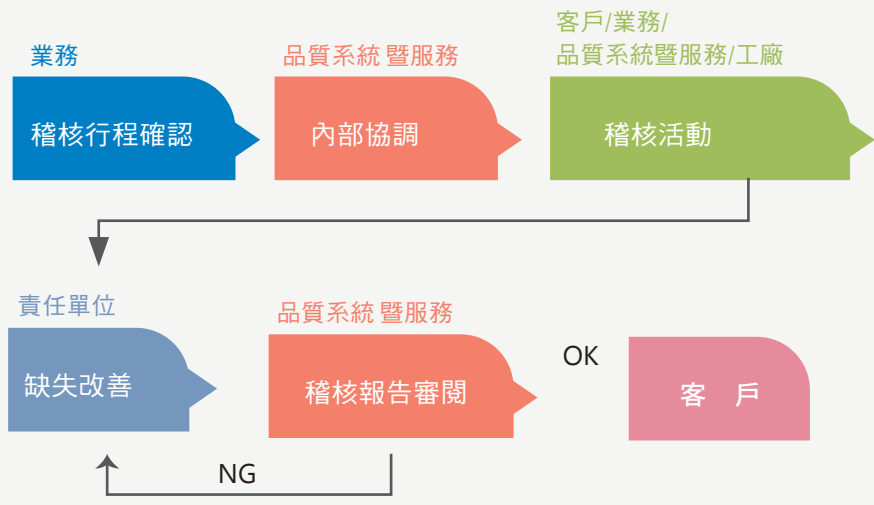 業務
稽核行程確認
品質系統 暨服務
內部協調
客戶/業務/
品質系統暨服務/工廠
稽核活動
責任單位
缺失改善
品質系統 暨服務
稽核報告審閱
OK
客 戶
NG